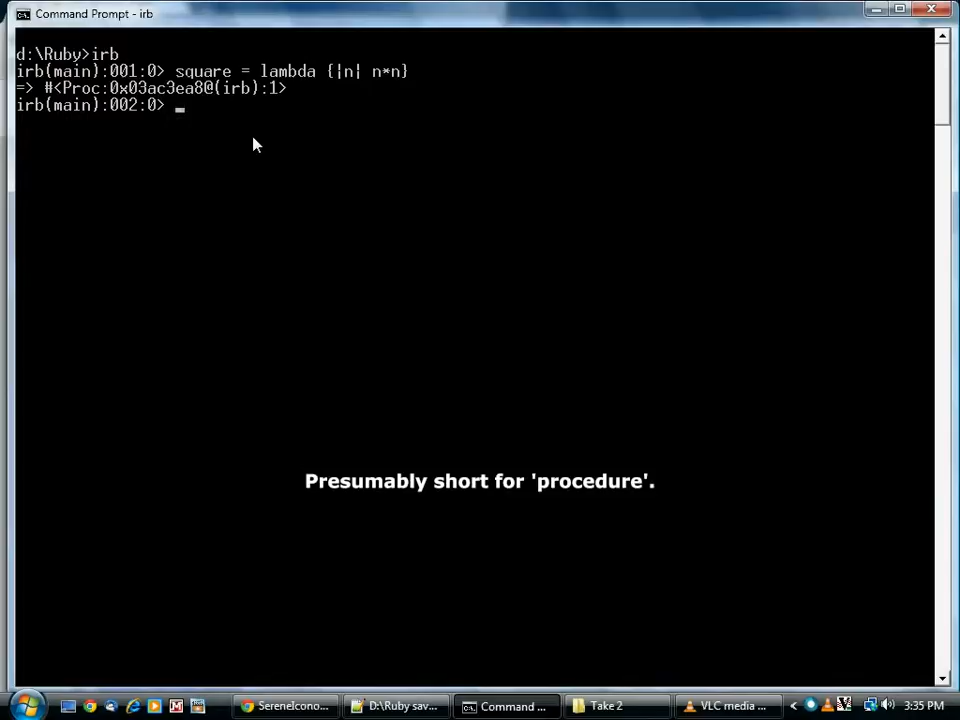 Command Prompt - irb
d:\Ruby>irb
irb(main):001:0> square = lambda {|n| n*n}
=> #<Proc:0x03ac3ea8@(irb):1>
irb(main):002:0> _
Presumably short for 'procedure'.
SereneIcono... D:\Ruby sav... Command ... Take 2 VLC media ... 3:35 PM